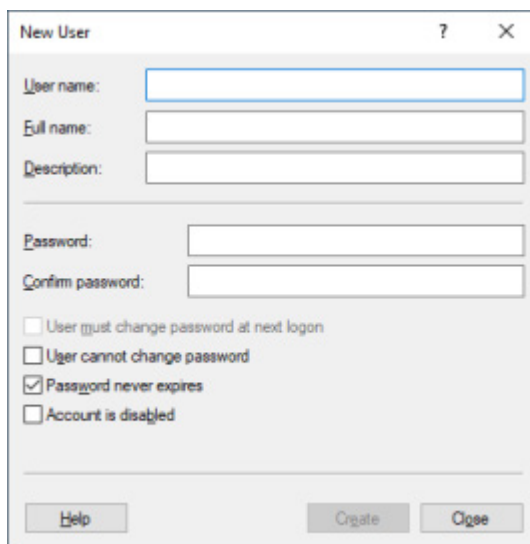 New User
?
User name:
Full name:
Description:
Password:
Confirm password:
User must change password at next logon
User cannot change password
Password never expires
Account is disabled
Help Create Close